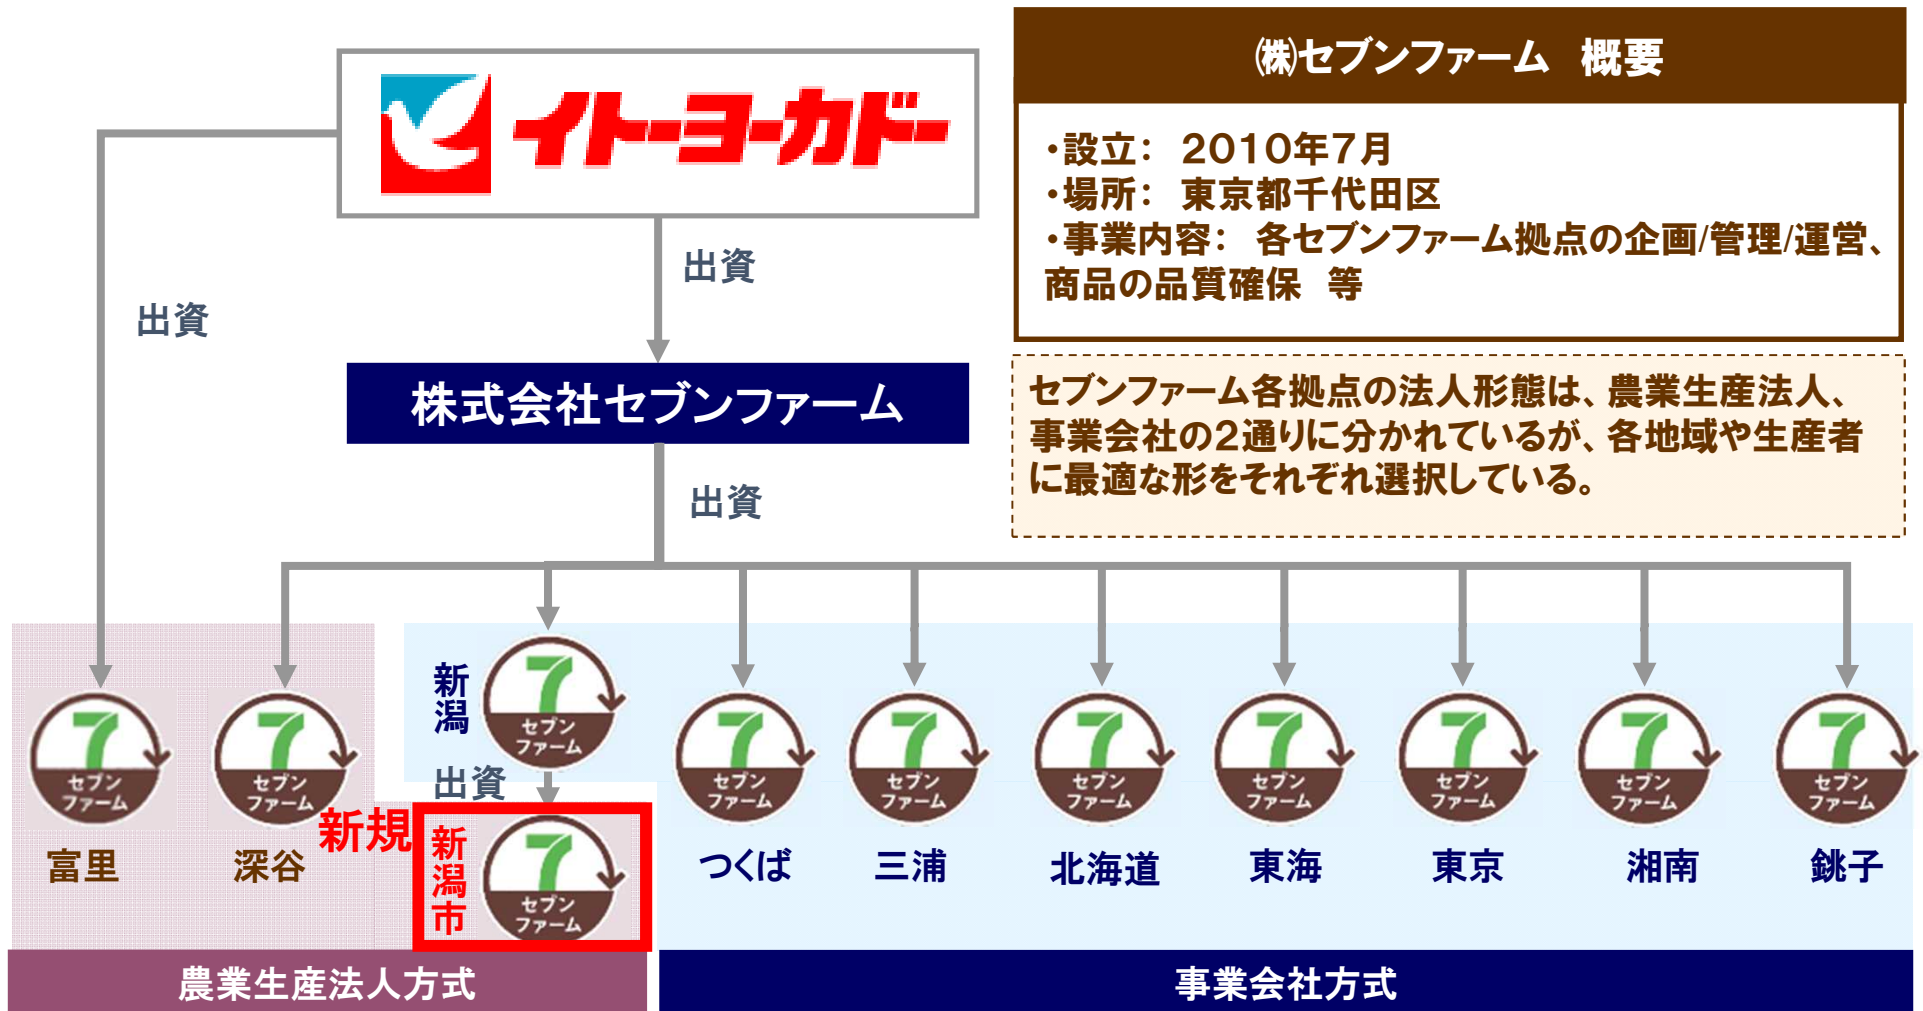 イトーヨーカドー
㈱セブンファーム 概要
・設立： 2010年7月
・場所： 東京都千代田区
・事業内容： 各セブンファーム拠点の企画/管理/運営、
商品の品質確保 等
出資
出資
株式会社セブンファーム
セブンファーム各拠点の法人形態は、農業生産法人、
事業会社の2通りに分かれているが、各地域や生産者
に最適な形をそれぞれ選択している。
出資
新潟
7
セブン
ファーム
出資
7
セブン
ファーム
富里
7
セブン
ファーム
深谷
新規
新潟市
7
セブン
ファーム
7
セブン
ファーム
つくば
7
セブン
ファーム
三浦
7
セブン
ファーム
北海道
7
セブン
ファーム
東海
7
セブン
ファーム
東京
7
セブン
ファーム
湘南
7
セブン
ファーム
銚子
農業生産法人方式
事業会社方式